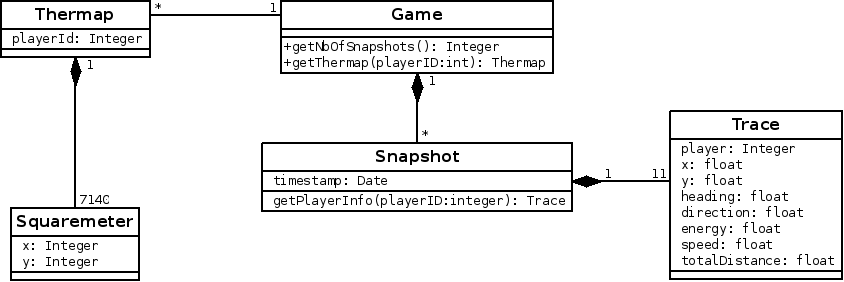 Thermap
playerId: Integer
*
1
Game
+getNbOfSnapshots(): Integer
+getThermap(playerID:int): Thermap
1
1
*
Snapshot
timestamp: Date
getPlayerInfo(playerID:integer): Trace
1
11
Trace
player: Integer
x: float
y: float
heading: float
direction: float
energy: float
speed: float
totalDistance: float
7140
Squaremeter
x: Integer
y: Integer